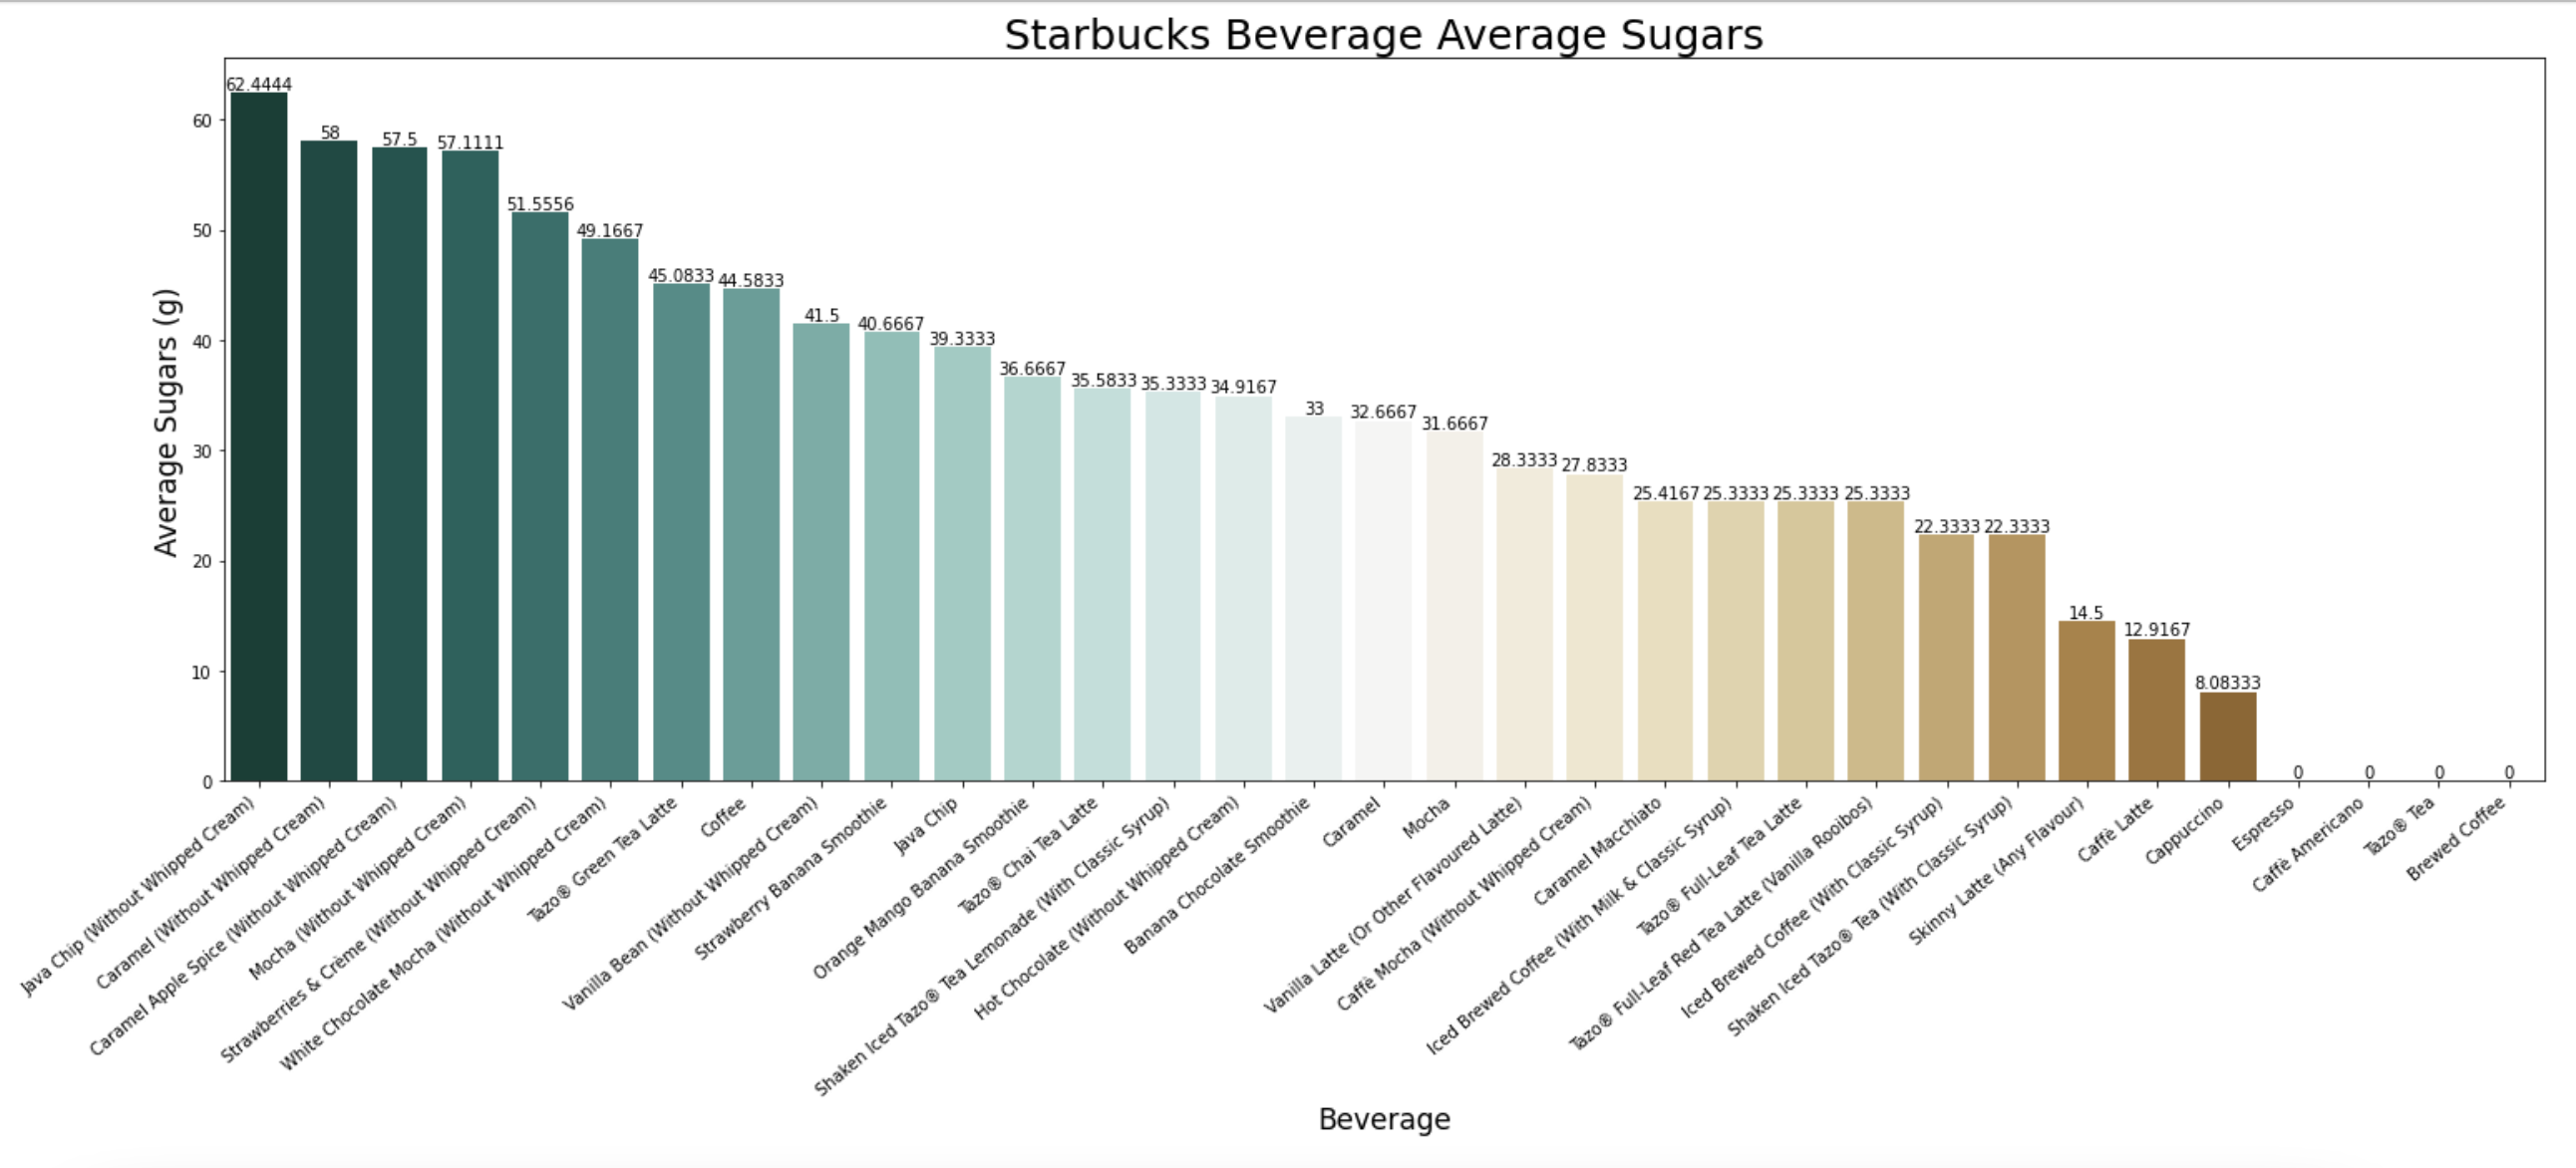 Starbucks Beverage Average Sugars
Average Sugars (g)
60
50
40
30
20
10
0
62.4444
58
57.5
57.1111
51.5556
49.1667
45.0833
44.5833
41.5
40.6667
39.3333
36.6667
35.5833
35.3333
34.9167
33
32.6667
31.6667
28.3333
27.8333
25.4167
25.3333
25.3333
25.3333
22.3333
22.3333
14.5
12.9167
8.08333
0
0
0
0
Java Chip (Without Whipped Cream)
Caramel (Without Whipped Cream)
Caramel Apple Spice (Without Whipped Cream)
Mocha (Without Whipped Cream)
Strawberries & Crème (Without Whipped Cream)
White Chocolate Mocha (Without Whipped Cream)
Tazo® Green Tea Latte
Coffee
Vanilla Bean (Without Whipped Cream)
Strawberry Banana Smoothie
Java Chip
Orange Mango Banana Smoothie
Tazo® Chai Tea Latte
Shaken Iced Tazo® Tea Lemonade (With Classic Syrup)
Hot Chocolate (Without Whipped Cream)
Banana Chocolate Smoothie
Caramel
Mocha
Vanilla Latte (Or Other Flavoured Latte)
Caffè Mocha (Without Whipped Cream)
Caramel Macchiato
Iced Brewed Coffee (With Milk & Classic Syrup)
Tazo® Full-Leaf Tea Latte
Tazo® Full-Leaf Red Tea Latte (Vanilla Rooibos)
Iced Brewed Coffee (With Classic Syrup)
Shaken Iced Tazo® Tea (With Classic Syrup)
Skinny Latte (Any Flavour)
Caffè Latte
Cappuccino
Espresso
Caffè Americano
Tazo® Tea
Brewed Coffee
Beverage